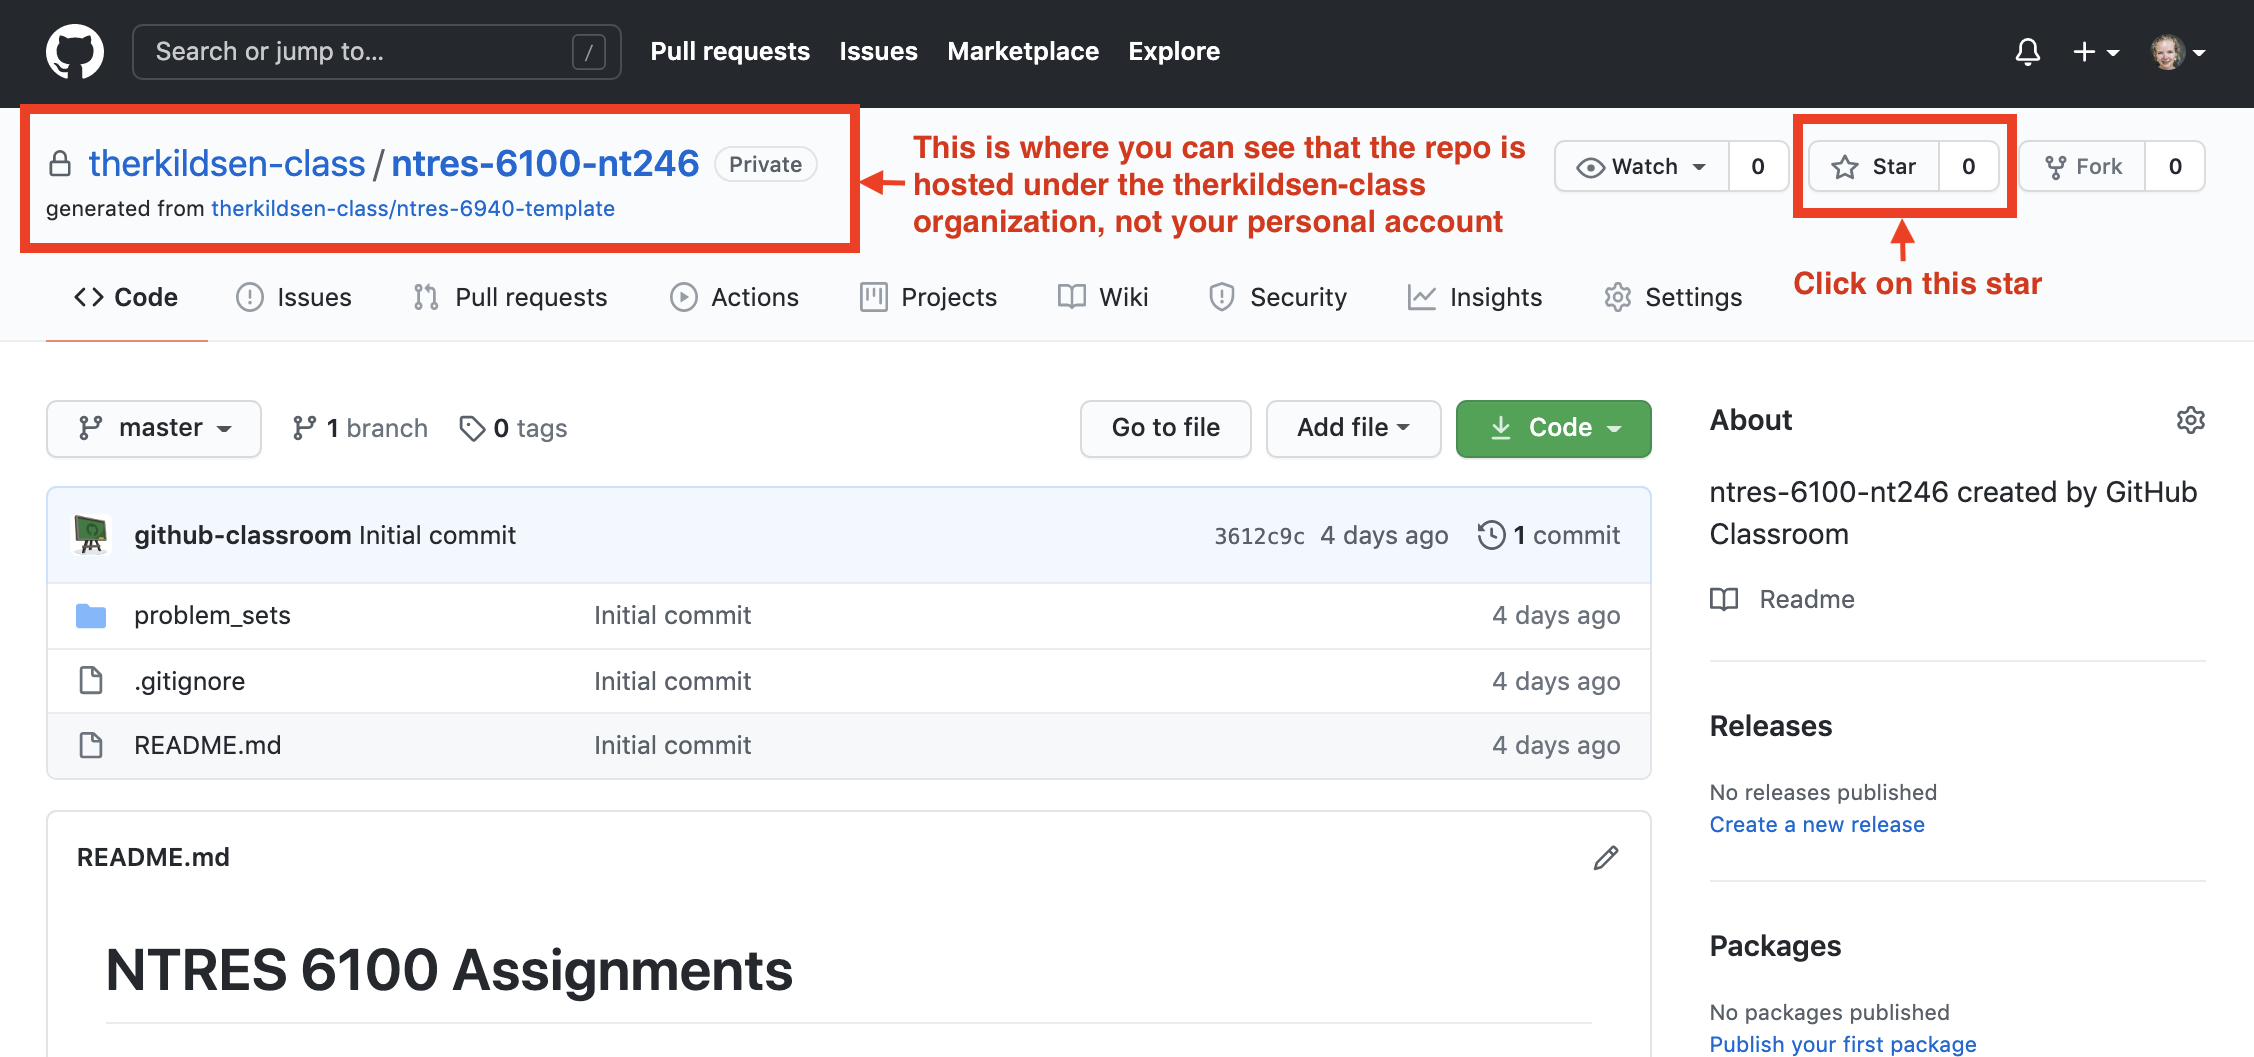 Search or jump to... /
Pull requests Issues Marketplace Explore
therkildsen-class / ntres-6100-nt246 Private
generated from therkildsen-class/ntres-6940-template
This is where you can see that the repo is
hosted under the therkildsen-class
organization, not your personal account
Watch 0
Star 0
Fork 0
Click on this star
Code Issues Pull requests Actions Projects Wiki Security Insights Settings
master 1 branch 0 tags
Go to file Add file Code
github-classroom Initial commit 3612c9c 4 days ago 1 commit
problem_sets Initial commit 4 days ago
.gitignore Initial commit 4 days ago
README.md Initial commit 4 days ago
README.md
NTRES 6100 Assignments
About
ntres-6100-nt246 created by GitHub
Classroom
Readme
Releases
No releases published
Create a new release
Packages
No packages published
Publish your first package